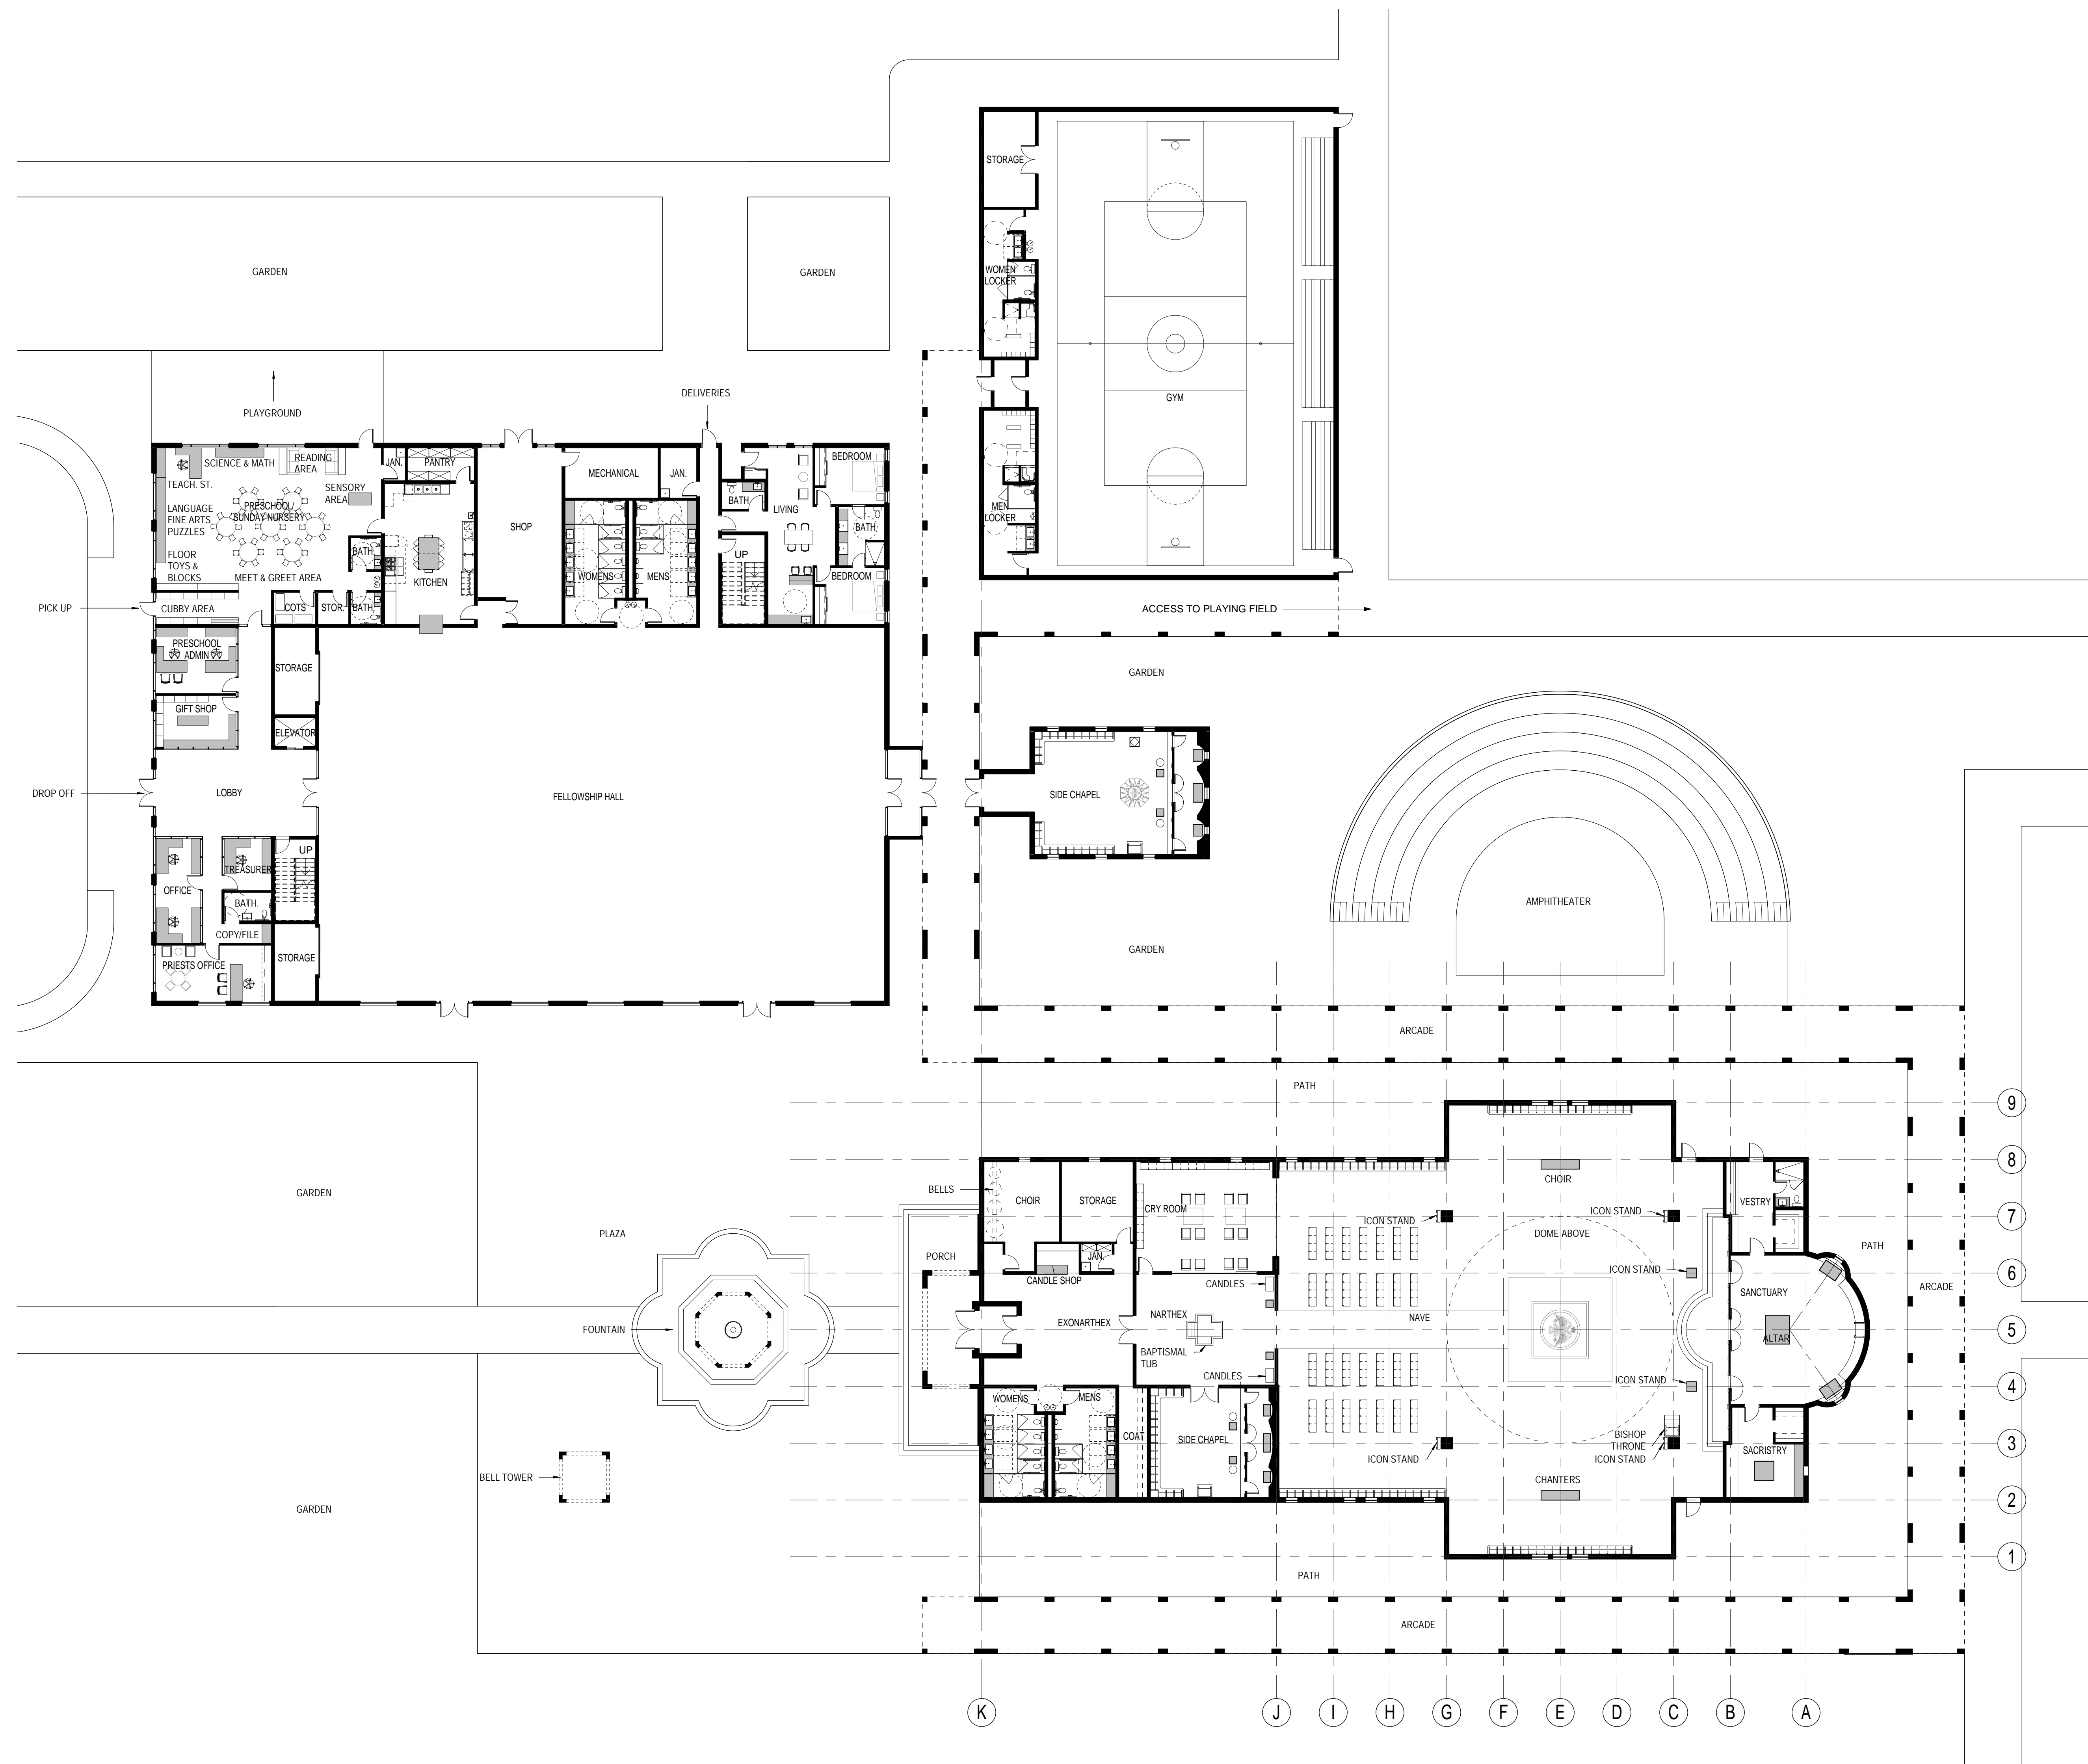 STORAGE
WOMEN
LOCKER
GARDEN
GARDEN
GYM
PLAYGROUND
DELIVERIES
SCIENCE & MATH
READING
AREA
JAN.
PANTRY
MECHANICAL
JAN.
BEDROOM
TEACH. ST.
SENSORY
AREA
BATH
LIVING
LANGUAGE
FINE ARTS
PUZZLES
PRESCHOOL/
SUNDAY NURSERY
SHOP
MEN
LOCKER
BATH
FLOOR
TOYS &
BLOCKS
MEET & GREET AREA
BATH.
KITCHEN
WOMENS
MENS
UP
BEDROOM
PICK UP
CUBBY AREA
COTS
STOR.
BATH.
ACCESS TO PLAYING FIELD
PRESCHOOL
ADMIN
STORAGE
GARDEN
GIFT SHOP
ELEVATOR
DROP OFF
LOBBY
FELLOWSHIP HALL
SIDE CHAPEL
UP
TREASURER
OFFICE
BATH.
AMPHITHEATER
COPY/FILE
PRIESTS OFFICE
STORAGE
GARDEN
ARCADE
PATH
9
8
BELLS
CHOIR
STORAGE
CRY ROOM
CHOIR
VESTRY
GARDEN
ICON STAND
ICON STAND
7
PLAZA
PORCH
JAN.
DOME ABOVE
PATH
CANDLE SHOP
CANDLES
ICON STAND
6
SANCTUARY
ARCADE
FOUNTAIN
EXONARTHEX
NARTHEX
NAVE
ALTAR
5
BAPTISMAL
TUB
CANDLES
ICON STAND
4
WOMENS
MENS
COAT
SIDE CHAPEL
BISHOP
THRONE
ICON STAND
ICON STAND
SACRISTRY
3
BELL TOWER
CHANTERS
GARDEN
2
1
PATH
ARCADE
K
J
I
H
G
F
E
D
C
B
A